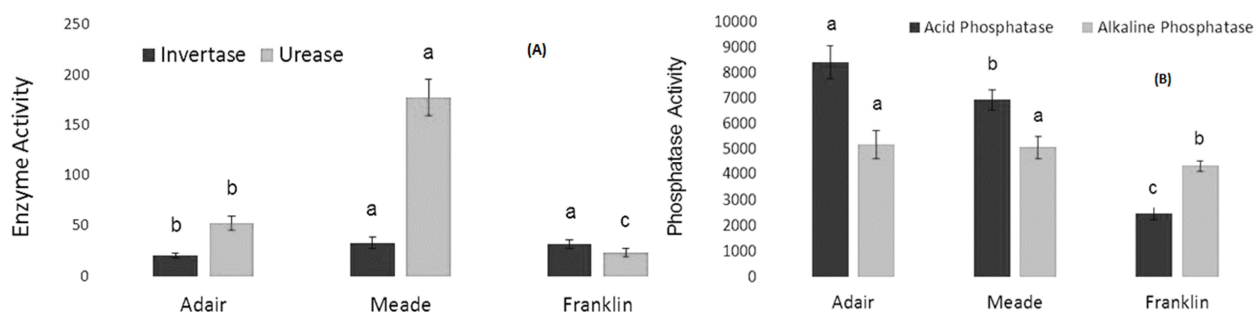 Enzyme Activity
250
200
150
100
50
0
Invertase Urease
(A)
b b
a a
a c
Adair Meade Franklin
Phosphatase Activity
10000
9000
8000
7000
6000
5000
4000
3000
2000
1000
0
Acid Phosphatase Alkaline Phosphatase
(B)
a a
b a
c b
Adair Meade Franklin